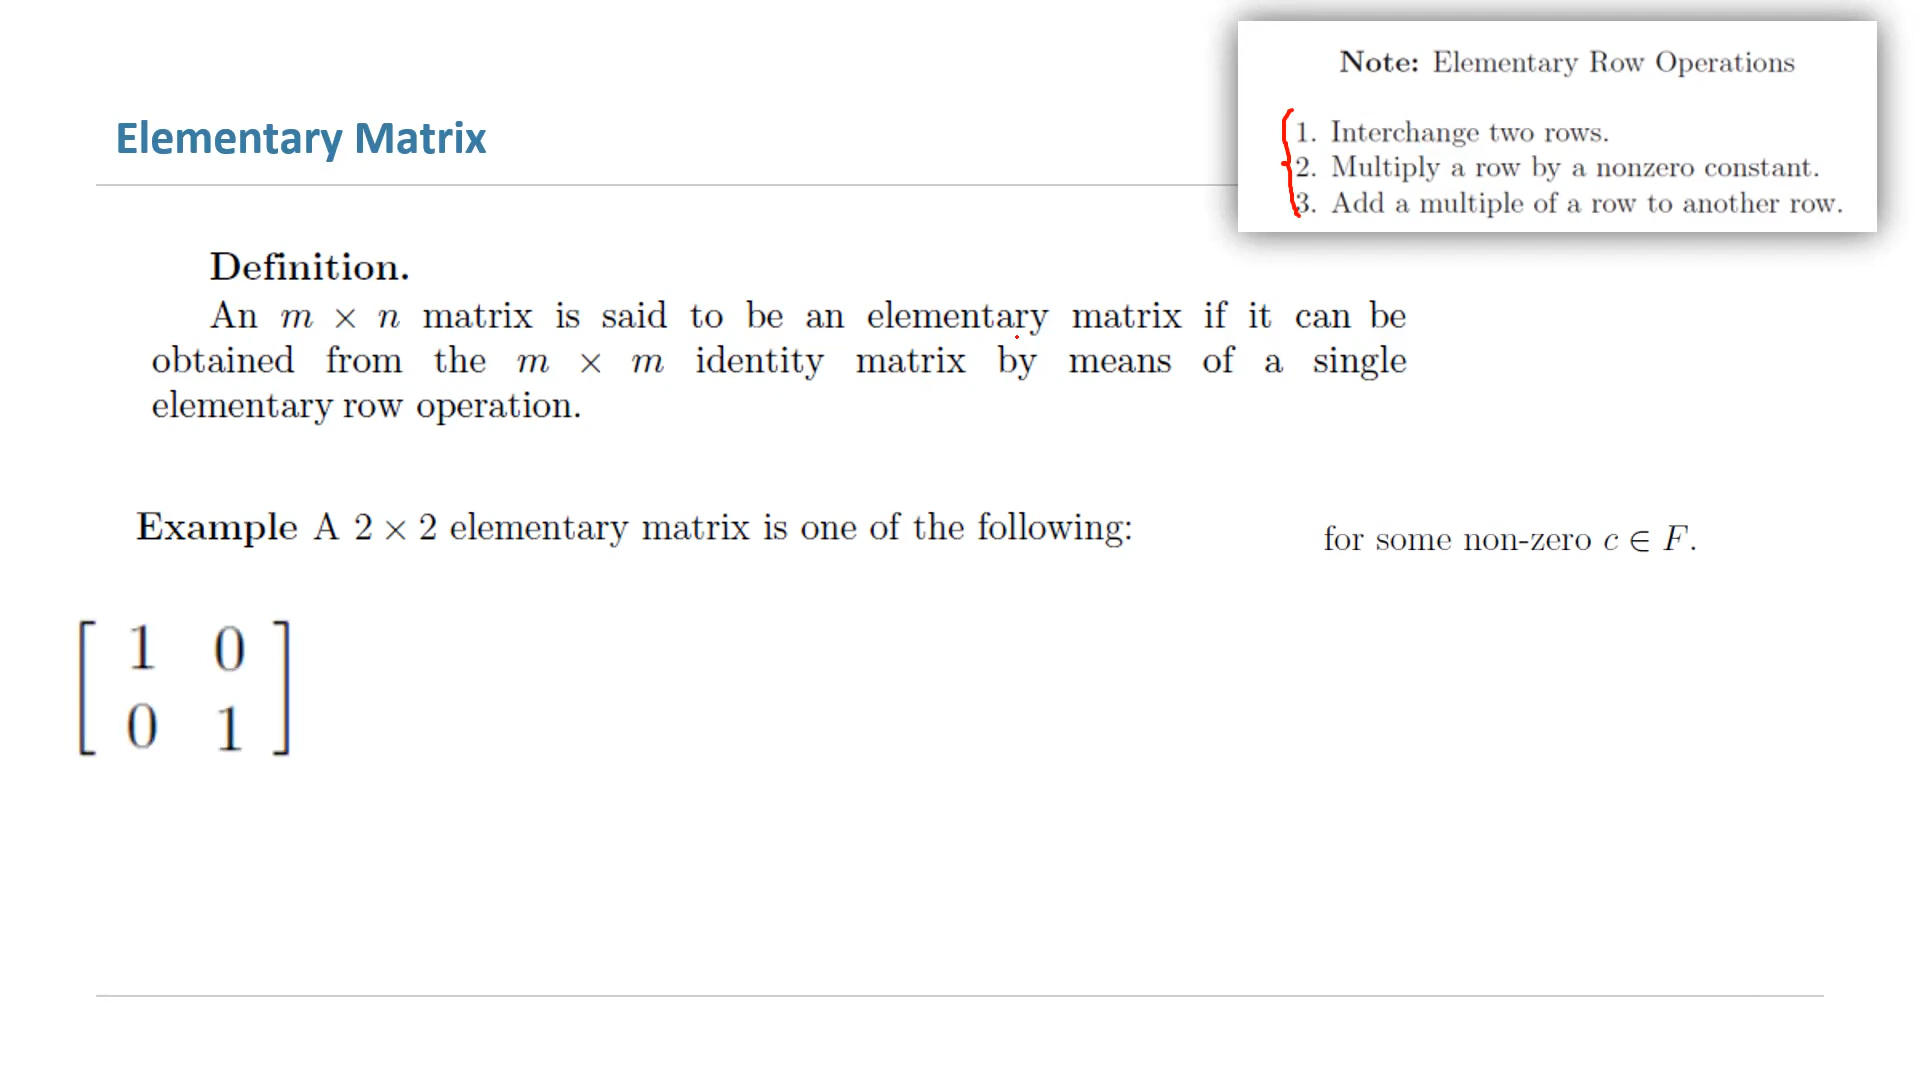 Note: Elementary Row Operations
1. Interchange two rows.
2. Multiply a row by a nonzero constant.
3. Add a multiple of a row to another row.
Elementary Matrix
Definition.
An m × n matrix is said to be an elementary matrix if it can be
obtained from the m × m identity matrix by means of a single
elementary row operation.
Example A 2 × 2 elementary matrix is one of the following:
for some non-zero c ∈ F.
1 0
0 1